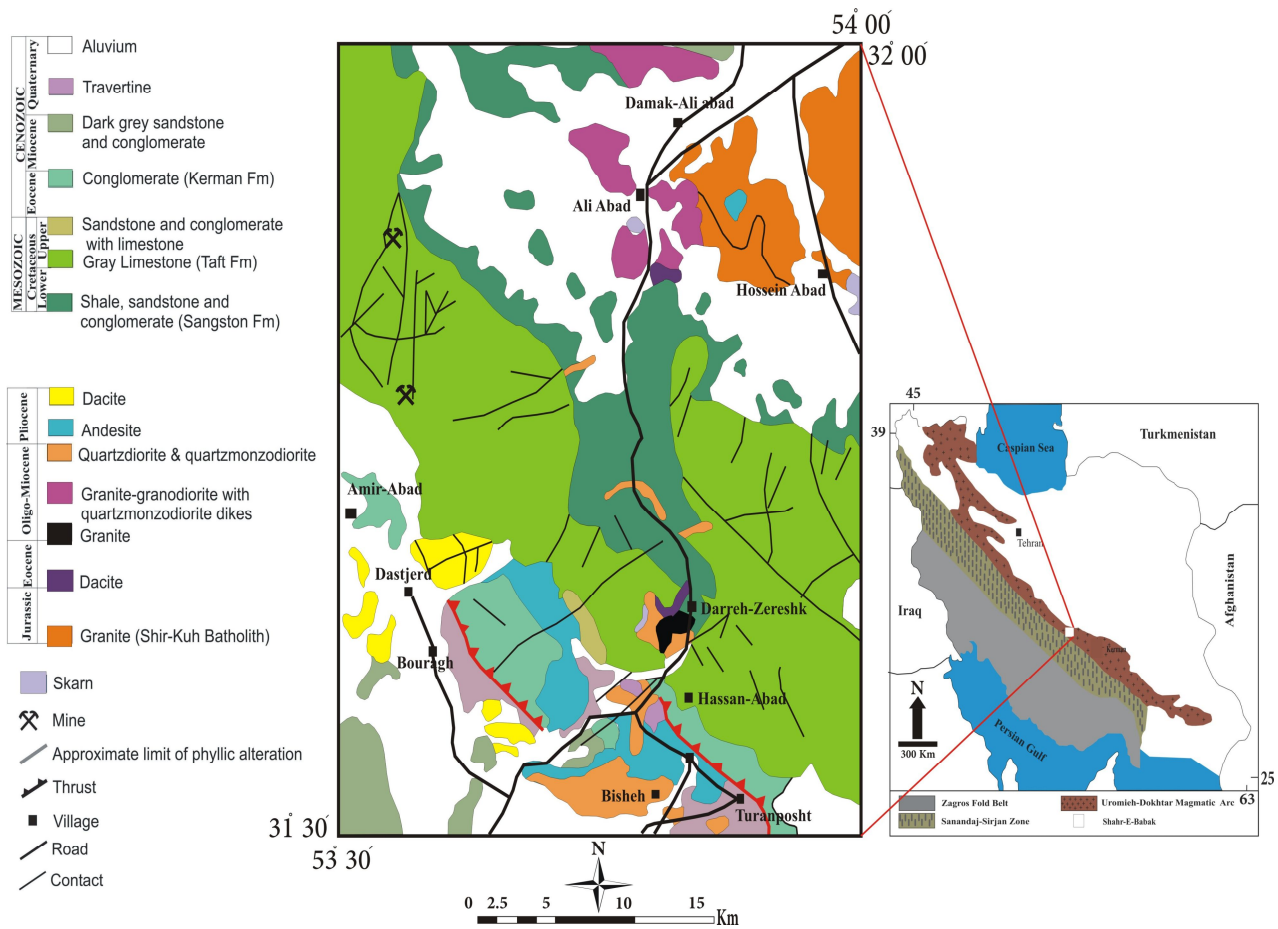 CENOZOIC
Quaternary
Miocene
Eocene
MESOZOIC
Cretaceous
Upper
Lower
Aluvium
Travertine
Dark grey sandstone
and conglomerate
Conglomerate (Kerman Fm)
Sandstone and conglomerate
with limestone
Gray Limestone (Taft Fm)
Shale, sandstone and
conglomerate (Sangston Fm)
Pliocene
Oligo-Miocene
Eocene
Jurassic
Dacite
Andesite
Quartzdiorite & quartzmonzodiorite
Granite-granodiorite with
quartzmonzodiorite dikes
Granite
Dacite
Granite (Shir-Kuh Batholith)
Skarn
Mine
Approximate limit of phyllic alteration
Thrust
Village
Road
Contact
54° 00´
32° 00´
Damak-Ali abad
Ali Abad
Hossein Abad
Amir-Abad
Dastjerd
Darreh-Zereshk
Bouragh
Hassan-Abad
Bisheh
Turanposht
31° 30´
53° 30´
N
0 2.5 5 10 15 Km
45
39
Caspian Sea
Turkmenistan
Tehran
Iraq
Afghanistan
Kerman
N
300 Km
Persian Gulf
25
63
Zagros Fold Belt
Uromieh-Dokhtar Magmatic Arc
Sanandaj-Sirjan Zone
Shahr-E-Babak